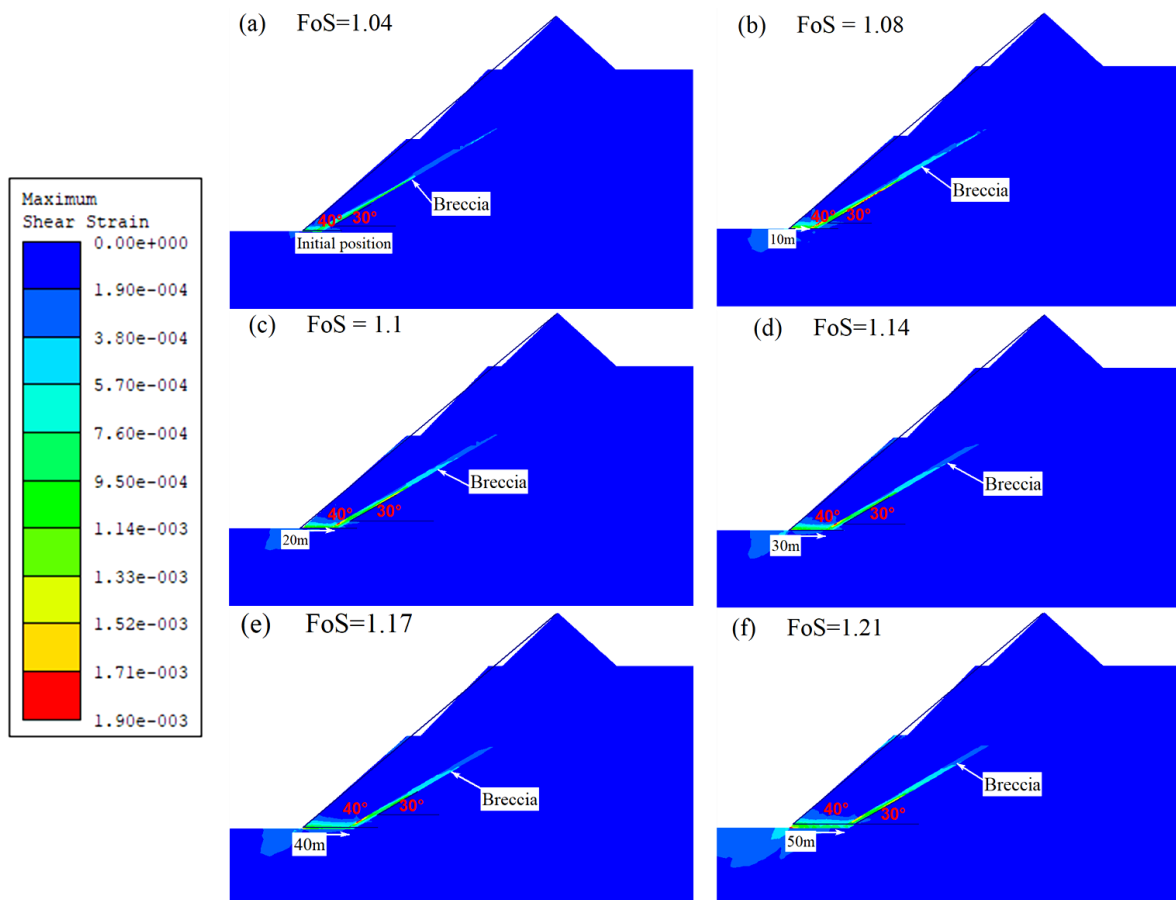 (a) FoS=1.04
(b) FoS = 1.08
Breccia
40° 30°
Initial position
Breccia
40° 30°
10m
Maximum
Shear Strain
0.00e+000
1.90e-004
3.80e-004
5.70e-004
7.60e-004
9.50e-004
1.14e-003
1.33e-003
1.52e-003
1.71e-003
1.90e-003
(c) FoS = 1.1
(d) FoS=1.14
Breccia
40° 30°
20m
Breccia
40° 30°
30m
(e) FoS=1.17
(f) FoS=1.21
Breccia
40° 30°
40m
Breccia
40° 30°
50m